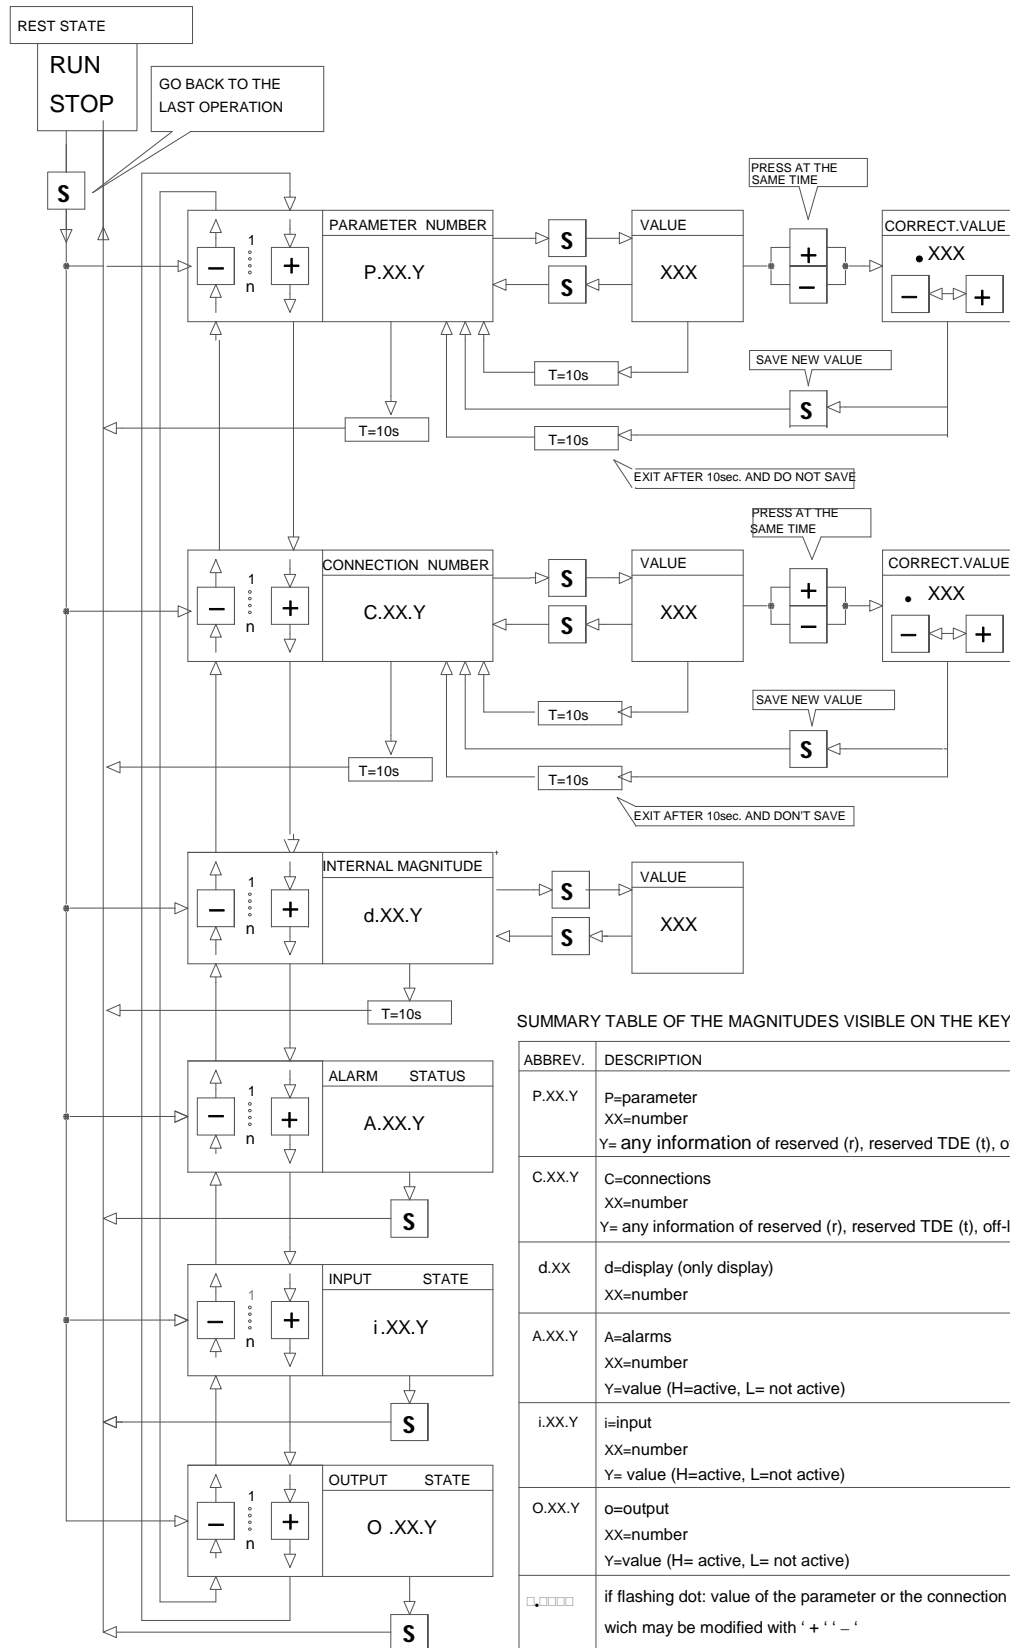 REST STATE
RUN
STOP
GO BACK TO THE
LAST OPERATION
S
PRESS AT THE
SAME TIME
1
n
−
+
PARAMETER NUMBER
P.XX.Y
S
S
VALUE
XXX
+
−
CORRECT.VALUE
.XXX
− +
T=10s
SAVE NEW VALUE
S
T=10s
T=10s
EXIT AFTER 10sec. AND DO NOT SAVE
PRESS AT THE
SAME TIME
1
n
−
+
CONNECTION NUMBER
C.XX.Y
S
S
VALUE
XXX
+
−
CORRECT.VALUE
. XXX
− +
T=10s
SAVE NEW VALUE
S
T=10s
T=10s
EXIT AFTER 10sec. AND DON'T SAVE
1
n
−
+
INTERNAL MAGNITUDE
d.XX.Y
S
S
VALUE
XXX
T=10s
1
n
−
+
ALARM STATUS
A.XX.Y
S
1
n
−
+
INPUT STATE
i.XX.Y
S
1
n
−
+
OUTPUT STATE
O .XX.Y
S
SUMMARY TABLE OF THE MAGNITUDES VISIBLE ON THE KEY
ABBREV. DESCRIPTION
P.XX.Y P=parameter
XX=number
Y= any information of reserved (r), reserved TDE (t), o
C.XX.Y C=connections
XX=number
Y= any information of reserved (r), reserved TDE (t), off-l
d.XX d=display (only display)
XX=number
A.XX.Y A=alarms
XX=number
Y=value (H=active, L= not active)
i.XX.Y i=input
XX=number
Y= value (H=active, L=not active)
O.XX.Y o=output
XX=number
Y=value (H= active, L= not active)
if flashing dot: value of the parameter or the connection
wich may be modified with ‘ + ‘ ‘ – ‘